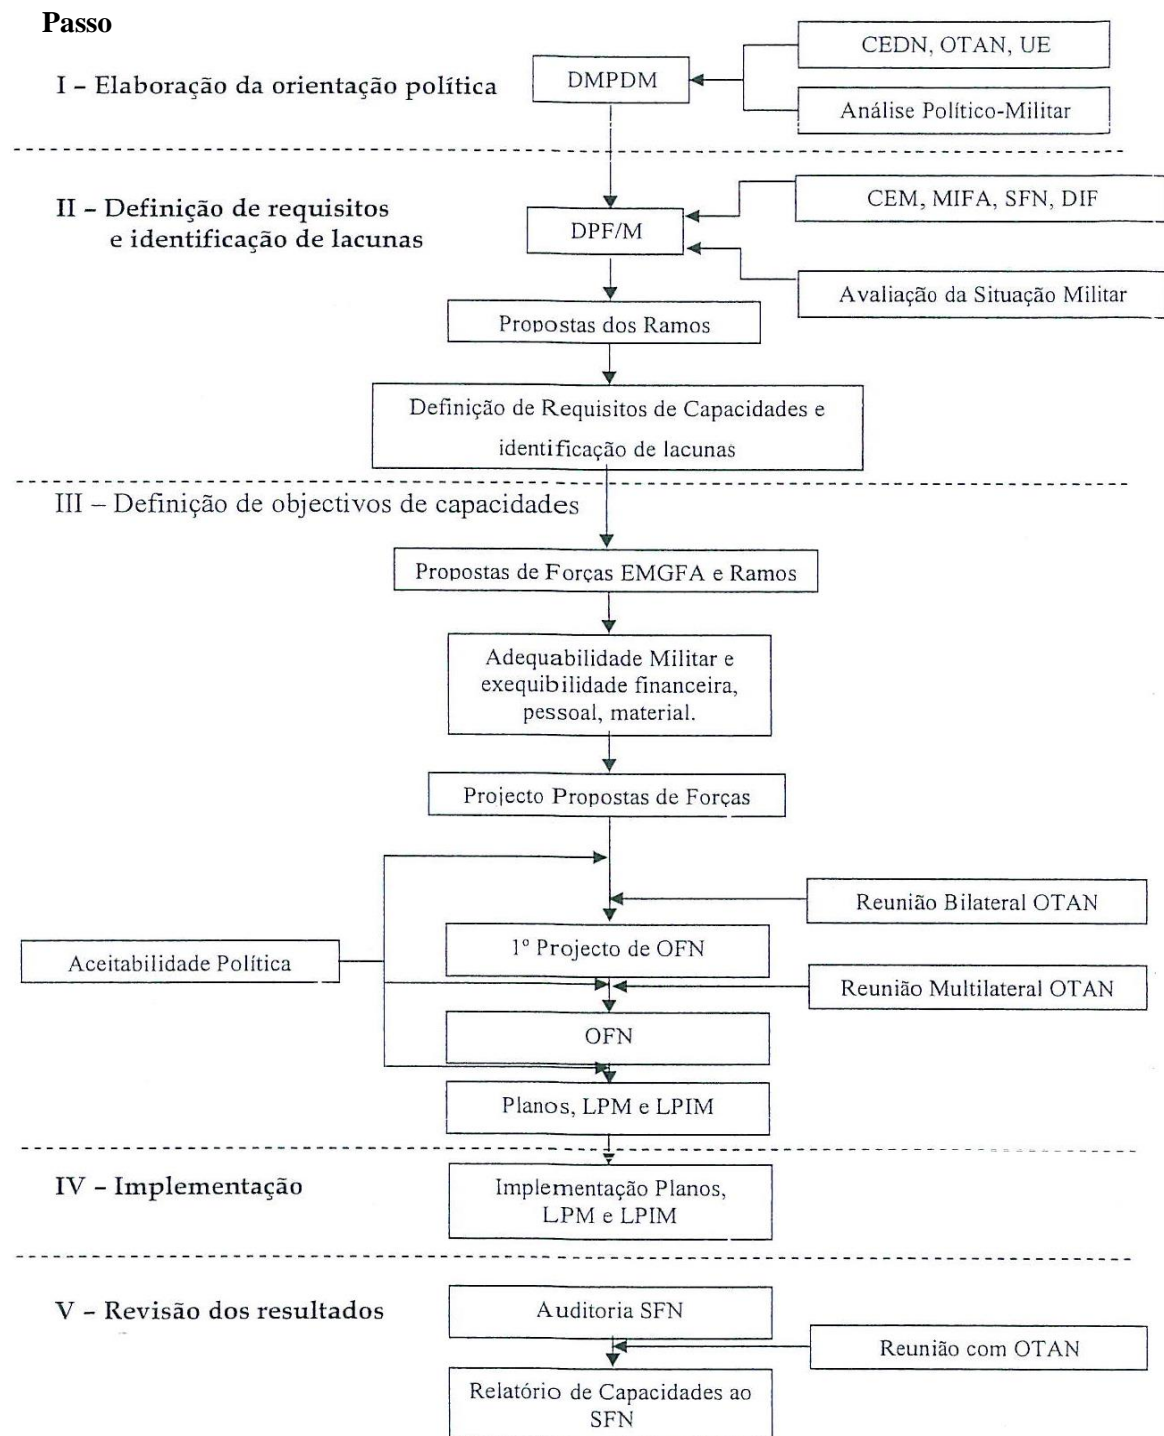 Passo
CEDN, OTAN, UE
I – Elaboração da orientação política
DMPDM
Análise Político-Militar
II – Definição de requisitos
e identificação de lacunas
CEM, MIFA, SFN, DIF
DPF/M
Avaliação da Situação Militar
Propostas dos Ramos
Definição de Requisitos de Capacidades e
identificação de lacunas
III – Definição de objectivos de capacidades
Propostas de Forças EMGFA e Ramos
Adequabilidade Militar e
exequibilidade financeira,
pessoal, material.
Projecto Propostas de Forças
Reunião Bilateral OTAN
1º Projecto de OFN
Aceitabilidade Política
Reunião Multilateral OTAN
OFN
Planos, LPM e LPIM
IV – Implementação
Implementação Planos,
LPM e LPIM
V – Revisão dos resultados
Auditoria SFN
Reunião com OTAN
Relatório de Capacidades ao
SFN